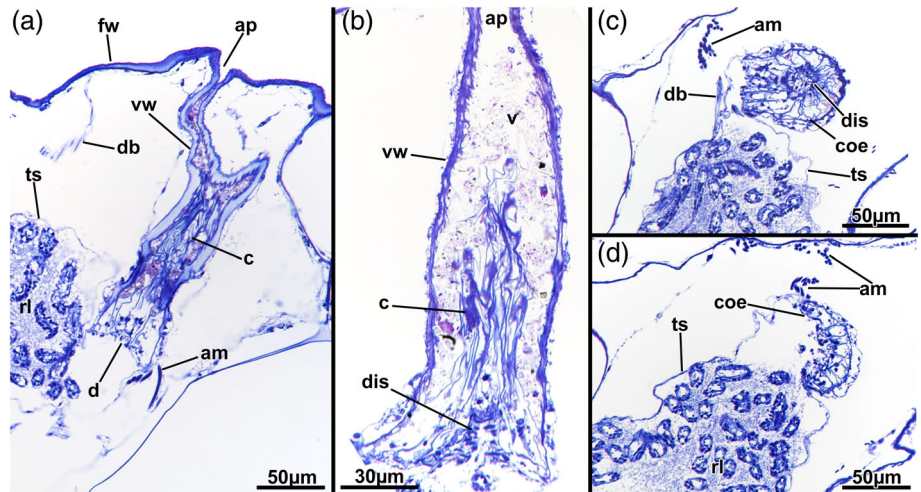 (a)
fw
ap
vw
db
ts
c
rl
d
am
50µm
(b)
ap
v
vw
c
dis
30µm
(c)
am
db
dis
coe
ts
50µm
(d)
am
coe
ts
rl
50µm